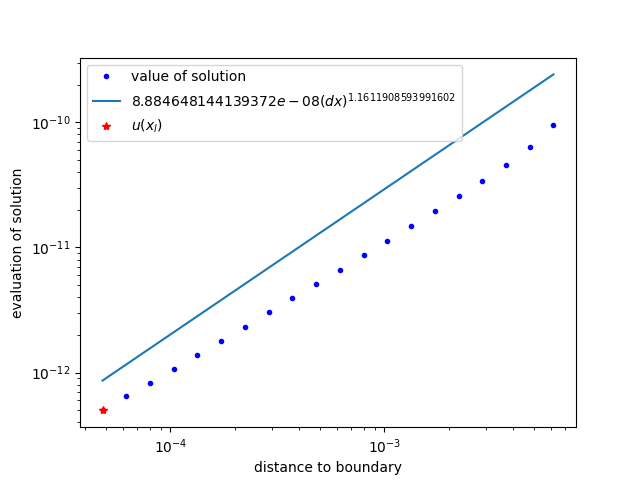 value of solution
8.884648144139372e − 08(dx)^1.1611908593991602
u(x_l)
10^−10
10^−11
10^−12
evaluation of solution
10^−4
10^−3
distance to boundary